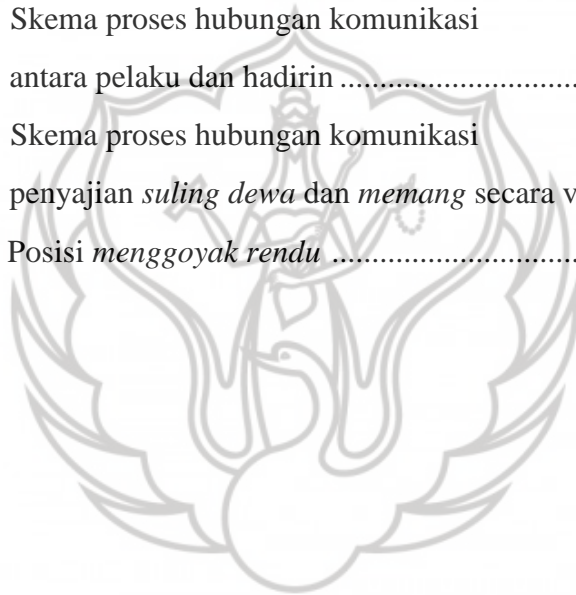 Skema proses hubungan komunikasi
antara pelaku dan hadirin ..............................
Skema proses hubungan komunikasi
penyajian suling dewa dan memang secara v
Posisi menggoyak rendu ...............................